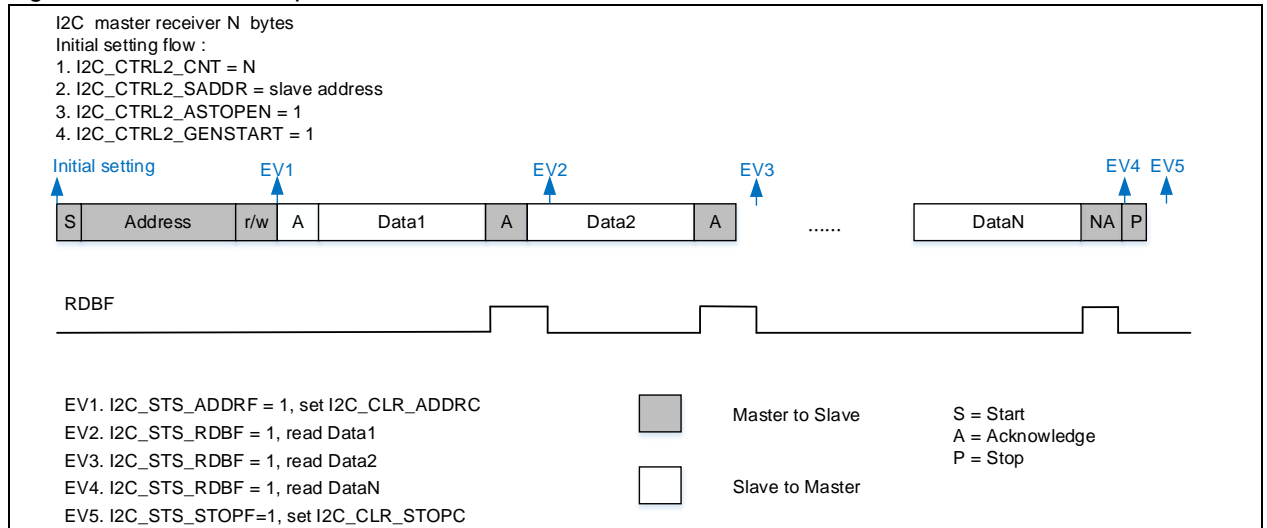 I2C master receiver N bytes
Initial setting flow :
1. I2C_CTRL2_CNT = N
2. I2C_CTRL2_SADDR = slave address
3. I2C_CTRL2_ASTOPEN = 1
4. I2C_CTRL2_GENSTART = 1
Initial setting EV1 EV2 EV3 EV4 EV5
S Address r/w A Data1 A Data2 A ...... DataN NA P
RDBF
EV1. I2C_STS_ADDRF = 1, set I2C_CLR_ADDRC
EV2. I2C_STS_RDBF = 1, read Data1
EV3. I2C_STS_RDBF = 1, read Data2
EV4. I2C_STS_RDBF = 1, read DataN
EV5. I2C_STS_STOPF=1, set I2C_CLR_STOPC
Master to Slave
Slave to Master
S = Start
A = Acknowledge
P = Stop